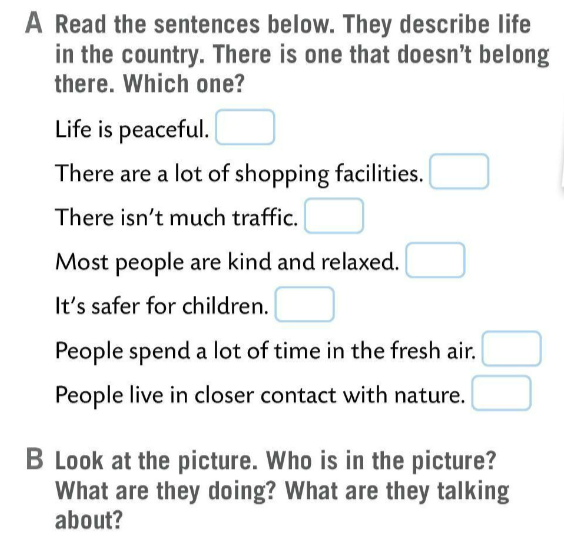 A Read the sentences below. They describe life
in the country. There is one that doesn't belong
there. Which one?
Life is peaceful.
There are a lot of shopping facilities.
There isn't much traffic.
Most people are kind and relaxed.
It's safer for children.
People spend a lot of time in the fresh air.
People live in closer contact with nature.
B Look at the picture. Who is in the picture?
What are they doing? What are they talking
about?